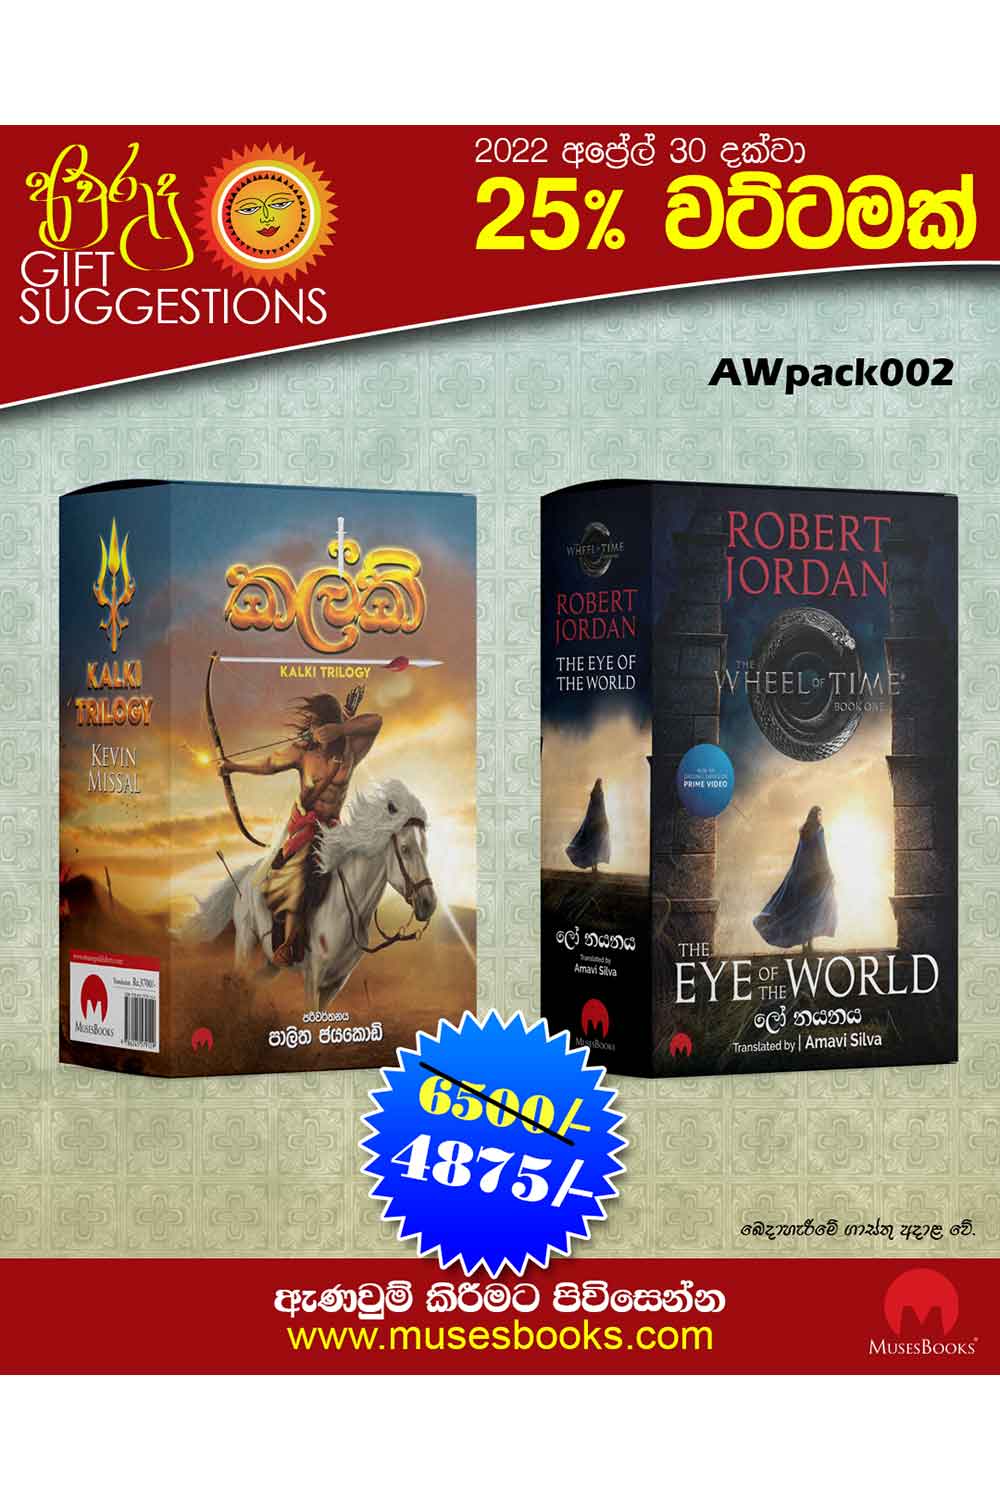 අවුරුදු
GIFT
SUGGESTIONS
2022 අප්‍රේල් 30 දක්වා
25% වට්ටමක්
AWpack002
KALKI
TRILOGY
KEVIN
MISSAL
MUSESBOOKS
කල්කි
KALKI TRILOGY
පරිවර්තනය
පාලිත ජයකොඩි
WHEEL OF TIME
ROBERT
JORDAN
THE EYE OF
THE WORLD
ලෝ නයනය
Translated by
Amavi Silva
MUSESBOOKS
ROBERT
JORDAN
THE
WHEEL OF TIME
BOOK ONE
PRIME VIDEO
THE
EYE OF THE WORLD
ලෝ නයනය
Translated by | Amavi Silva
6500/-
4875/-
බෙදාහැරීමේ ගාස්තු අදාළ වේ.
ඇණවුම් කිරීමට පිවිසෙන්න
www.musesbooks.com
MUSESBOOKS